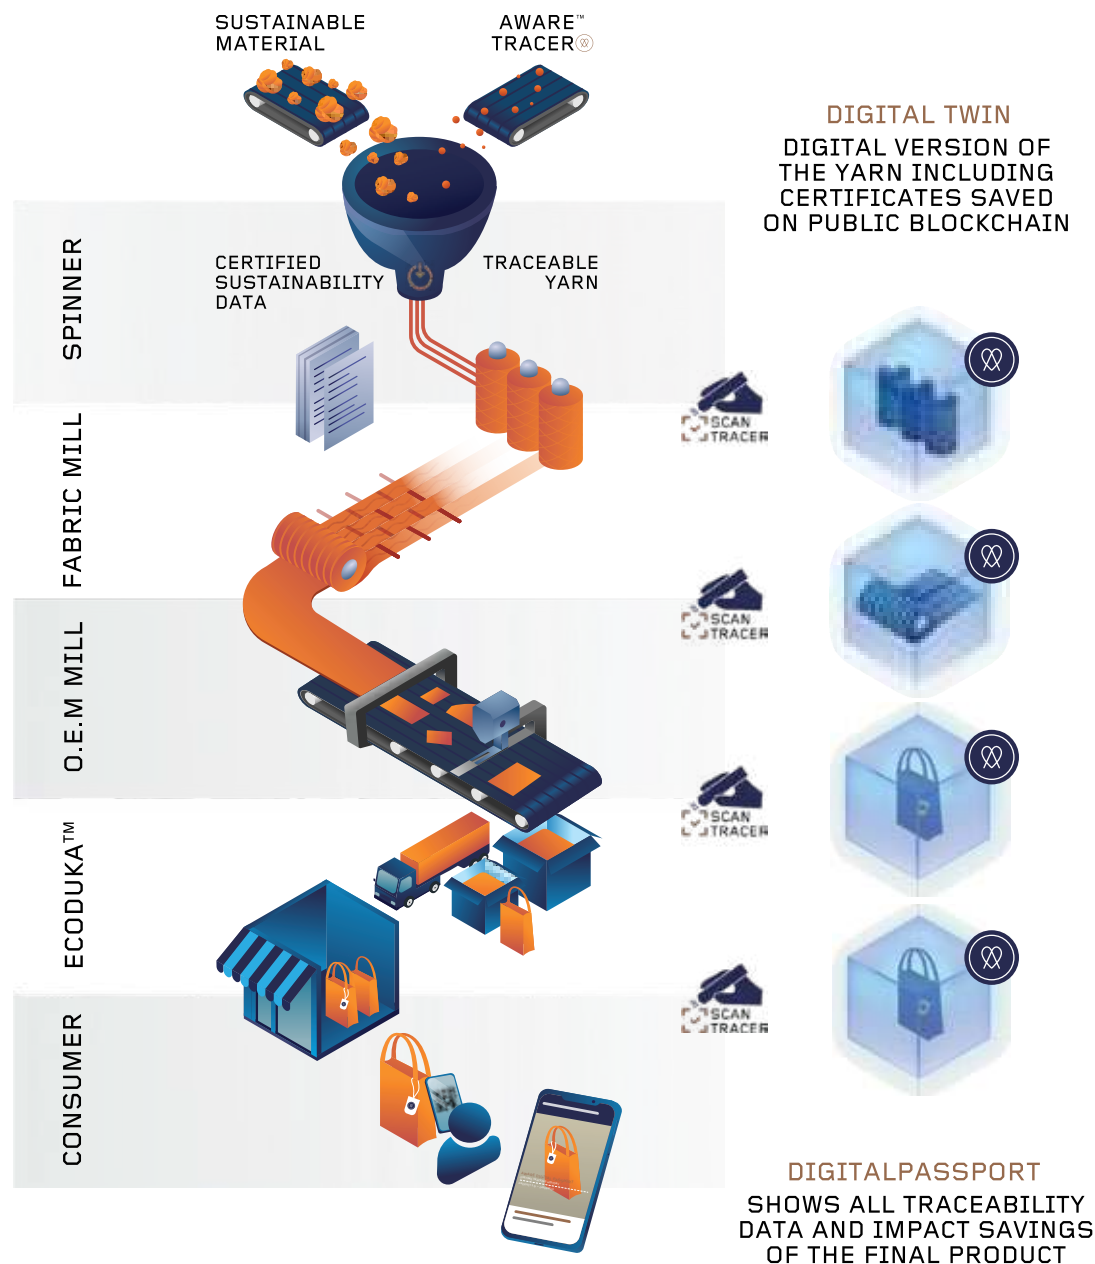 SUSTAINABLE
MATERIAL
AWARE™
TRACER
DIGITAL TWIN
DIGITAL VERSION OF
THE YARN INCLUDING
CERTIFICATES SAVED
ON PUBLIC BLOCKCHAIN
SPINNER
CERTIFIED
SUSTAINABILITY
DATA
TRACEABLE
YARN
SCAN
TRACER
FABRIC MILL
SCAN
TRACER
O.E.M MILL
SCAN
TRACER
ECODUKA™
SCAN
TRACER
CONSUMER
DIGITALPASSPORT
SHOWS ALL TRACEABILITY
DATA AND IMPACT SAVINGS
OF THE FINAL PRODUCT